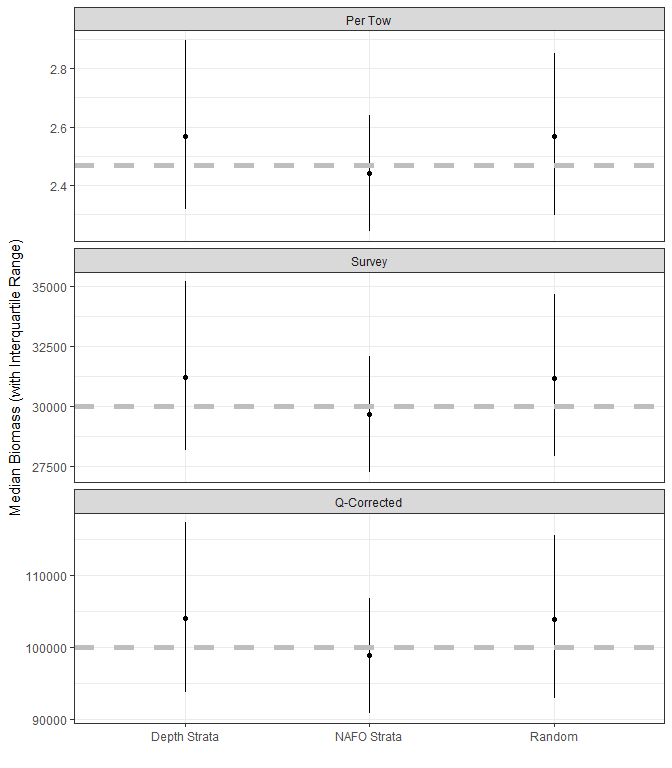 Per Tow
2.8
2.6
2.4
Survey
35000
32500
30000
27500
Q-Corrected
110000
100000
90000
Depth Strata
NAFO Strata
Random
Median Biomass (with Interquartile Range)